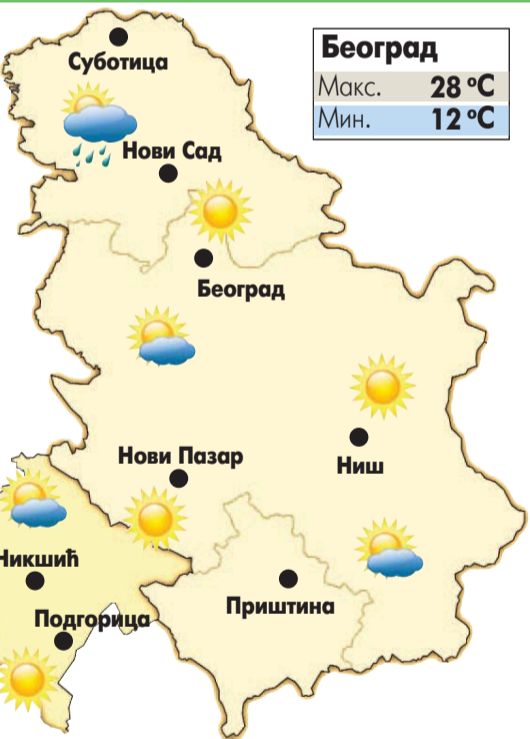 Суботица
Београд
Макс. 28 °C
Мин. 12 °C
Нови Сад
Београд
Нови Пазар
Ниш
Никшић
Приштина
Подгорица